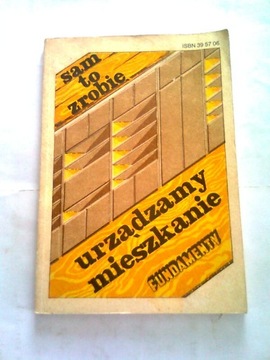 ISBN 39 57 06
sam
to
zrobię
urządzamy
mieszkanie
FUNDAMENTY